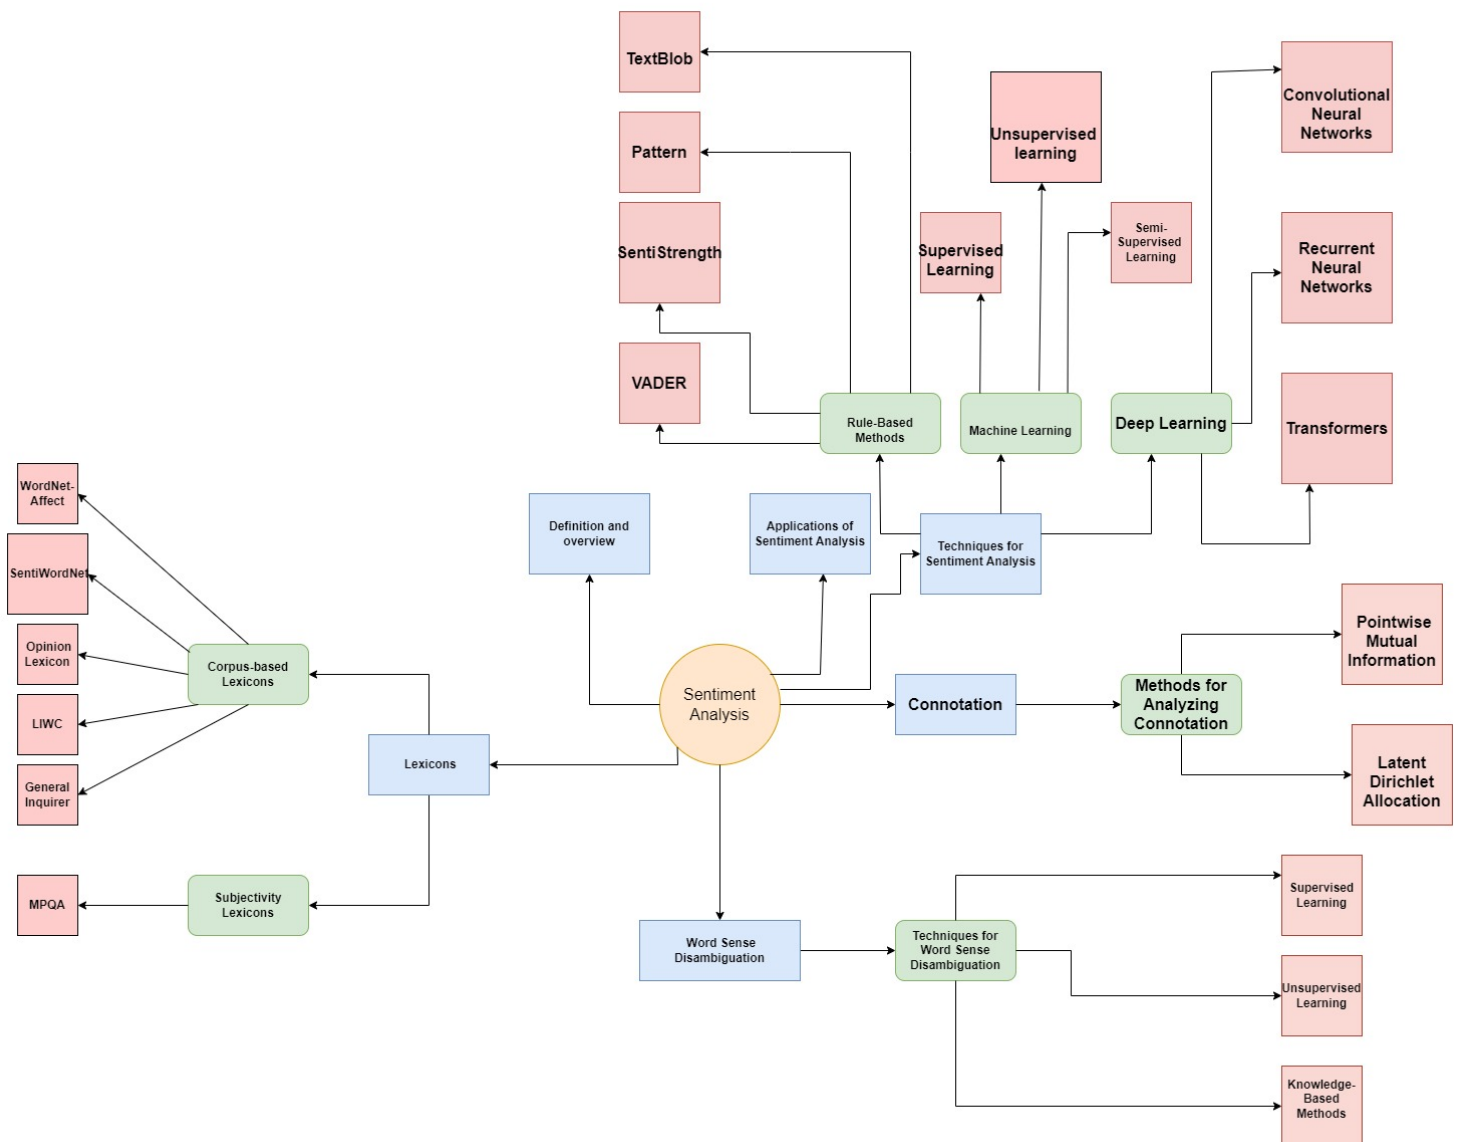 TextBlob
Convolutional
Neural
Networks
Unsupervised
learning
Pattern
SentiStrength
Supervised
Learning
Semi-
Supervised
Learning
Recurrent
Neural
Networks
VADER
Rule-Based
Methods
Machine Learning
Deep Learning
Transformers
WordNet-
Affect
Definition and
overview
Applications of
Sentiment Analysis
Techniques for
Sentiment Analysis
SentiWordNet
Opinion
Lexicon
Corpus-based
Lexicons
LIWC
General
Inquirer
Lexicons
Sentiment
Analysis
Connotation
Methods for
Analyzing
Connotation
Pointwise
Mutual
Information
Latent
Dirichlet
Allocation
MPQA
Subjectivity
Lexicons
Word Sense
Disambiguation
Techniques for
Word Sense
Disambiguation
Supervised
Learning
Unsupervised
Learning
Knowledge-
Based
Methods